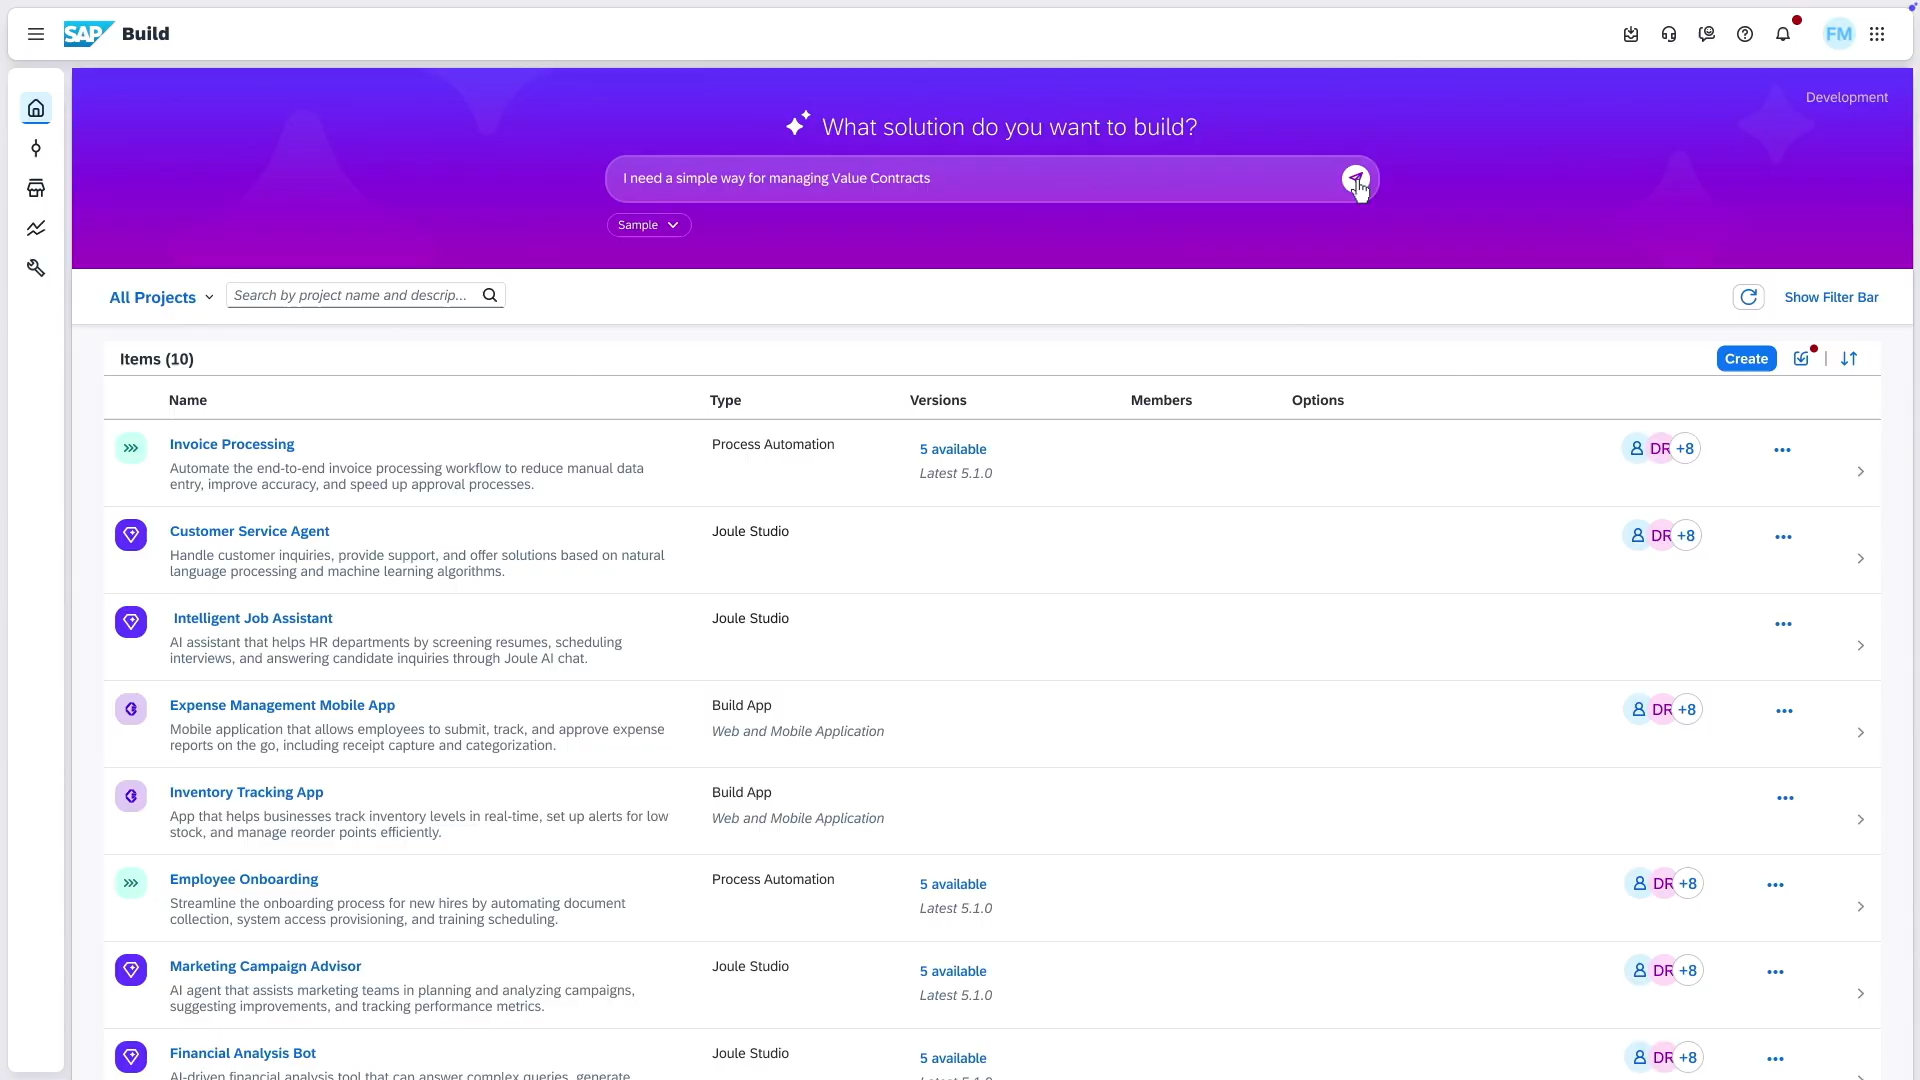 SAP Build
FM
Development
What solution do you want to build?
I need a simple way for managing Value Contracts
Sample
All Projects
Search by project name and descrip...
Show Filter Bar
Items (10)
Create
Name Type Versions Members Options
Invoice Processing
Automate the end-to-end invoice processing workflow to reduce manual data
entry, improve accuracy, and speed up approval processes.
Process Automation
5 available
Latest 5.1.0
DR +8
Customer Service Agent
Handle customer inquiries, provide support, and offer solutions based on natural
language processing and machine learning algorithms.
Joule Studio
DR +8
Intelligent Job Assistant
AI assistant that helps HR departments by screening resumes, scheduling
interviews, and answering candidate inquiries through Joule AI chat.
Joule Studio
Expense Management Mobile App
Mobile application that allows employees to submit, track, and approve expense
reports on the go, including receipt capture and categorization.
Build App
Web and Mobile Application
DR +8
Inventory Tracking App
App that helps businesses track inventory levels in real-time, set up alerts for low
stock, and manage reorder points efficiently.
Build App
Web and Mobile Application
Employee Onboarding
Streamline the onboarding process for new hires by automating document
collection, system access provisioning, and training scheduling.
Process Automation
5 available
Latest 5.1.0
DR +8
Marketing Campaign Advisor
AI agent that assists marketing teams in planning and analyzing campaigns,
suggesting improvements, and tracking performance metrics.
Joule Studio
5 available
Latest 5.1.0
DR +8
Financial Analysis Bot
AI-driven financial analysis tool that can answer complex queries, generate
Joule Studio
5 available
DR +8